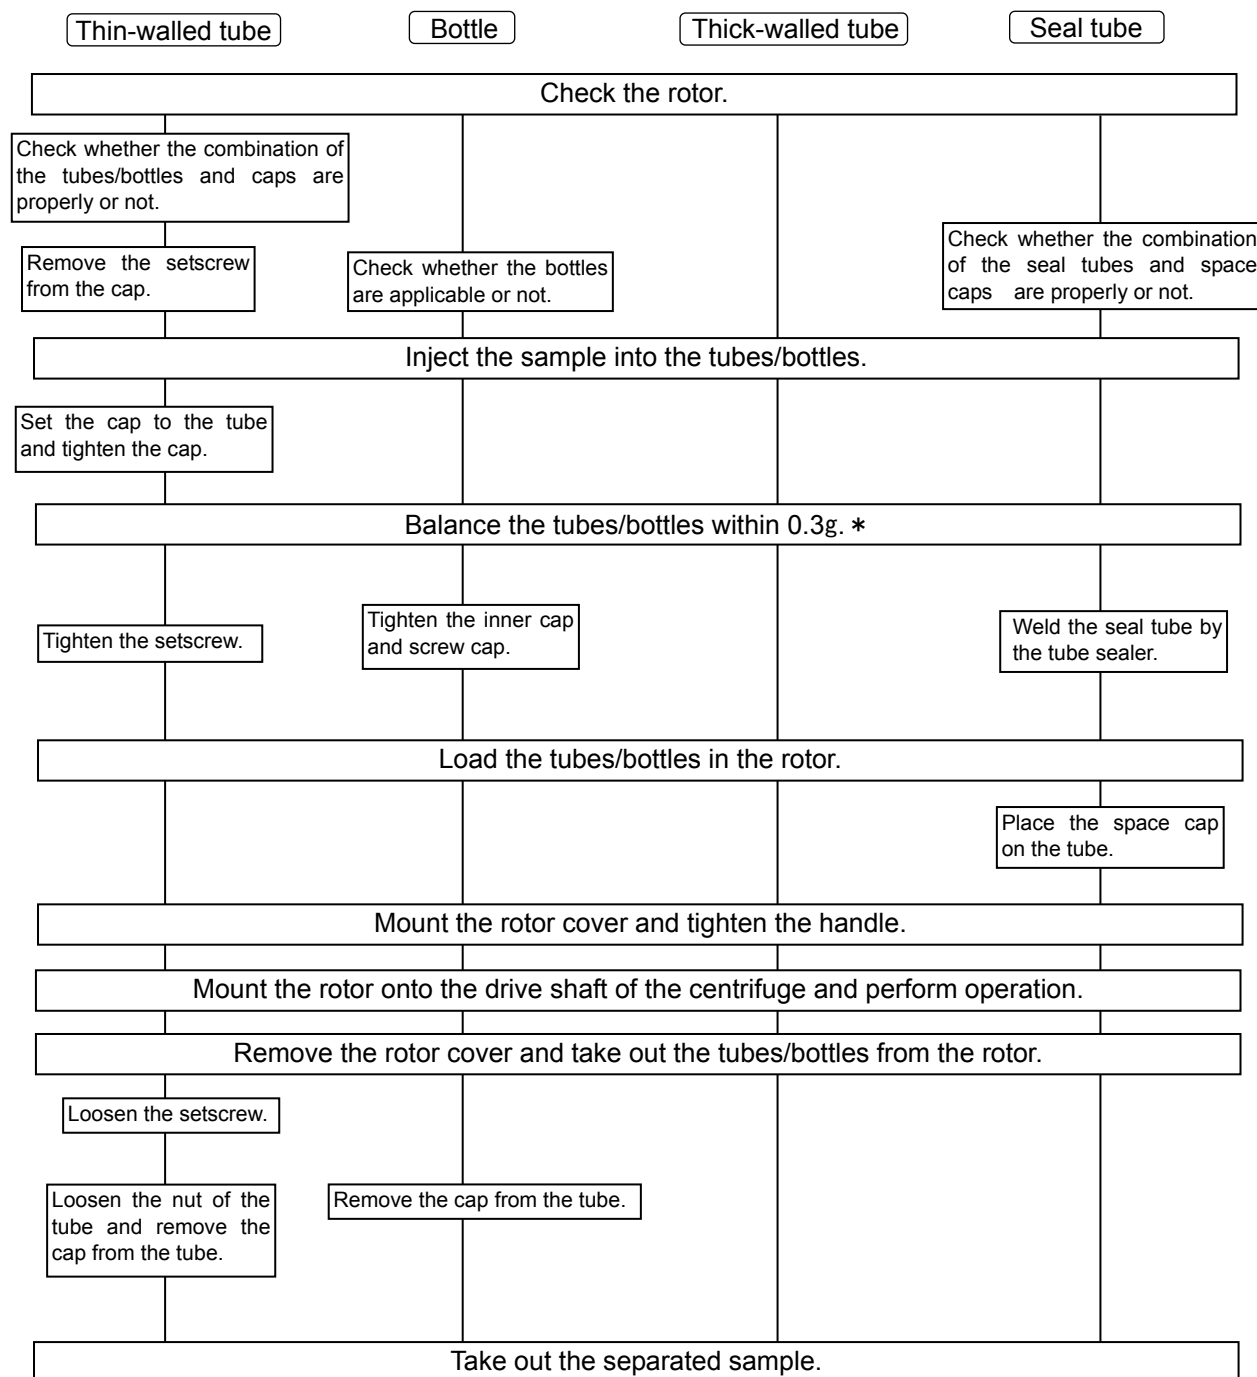 Thin-walled tube
Bottle
Thick-walled tube
Seal tube
Check the rotor.
Check whether the combination of
the tubes/bottles and caps are
properly or not.
Remove the setscrew
from the cap.
Check whether the bottles
are applicable or not.
Check whether the combination
of the seal tubes and space
caps are properly or not.
Inject the sample into the tubes/bottles.
Set the cap to the tube
and tighten the cap.
Balance the tubes/bottles within 0.3g. *
Tighten the setscrew.
Tighten the inner cap
and screw cap.
Weld the seal tube by
the tube sealer.
Load the tubes/bottles in the rotor.
Place the space cap
on the tube.
Mount the rotor cover and tighten the handle.
Mount the rotor onto the drive shaft of the centrifuge and perform operation.
Remove the rotor cover and take out the tubes/bottles from the rotor.
Loosen the setscrew.
Loosen the nut of the
tube and remove the
cap from the tube.
Remove the cap from the tube.
Take out the separated sample.